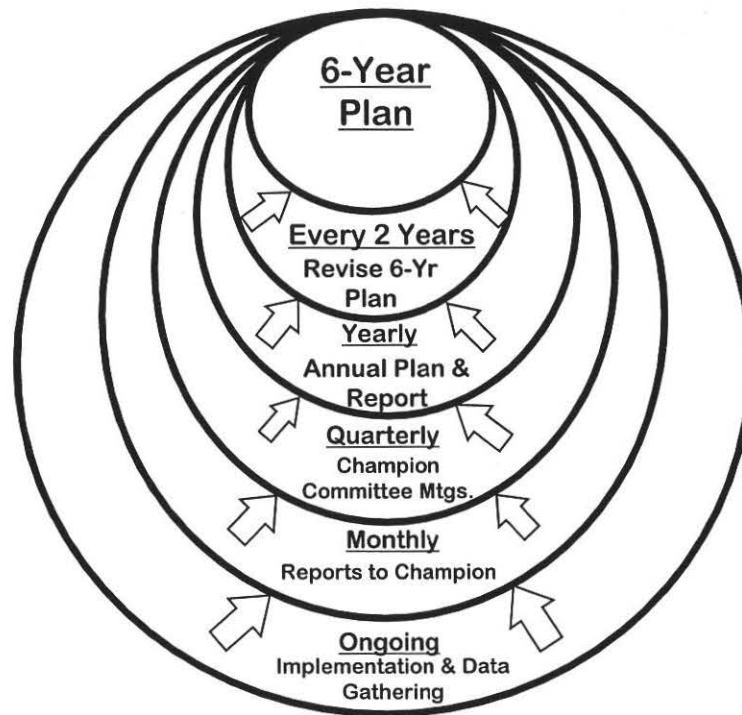 6-Year
Plan
Every 2 Years
Revise 6-Yr
Plan
Yearly
Annual Plan &
Report
Quarterly
Champion
Committee Mtgs.
Monthly
Reports to Champion
Ongoing
Implementation & Data
Gathering